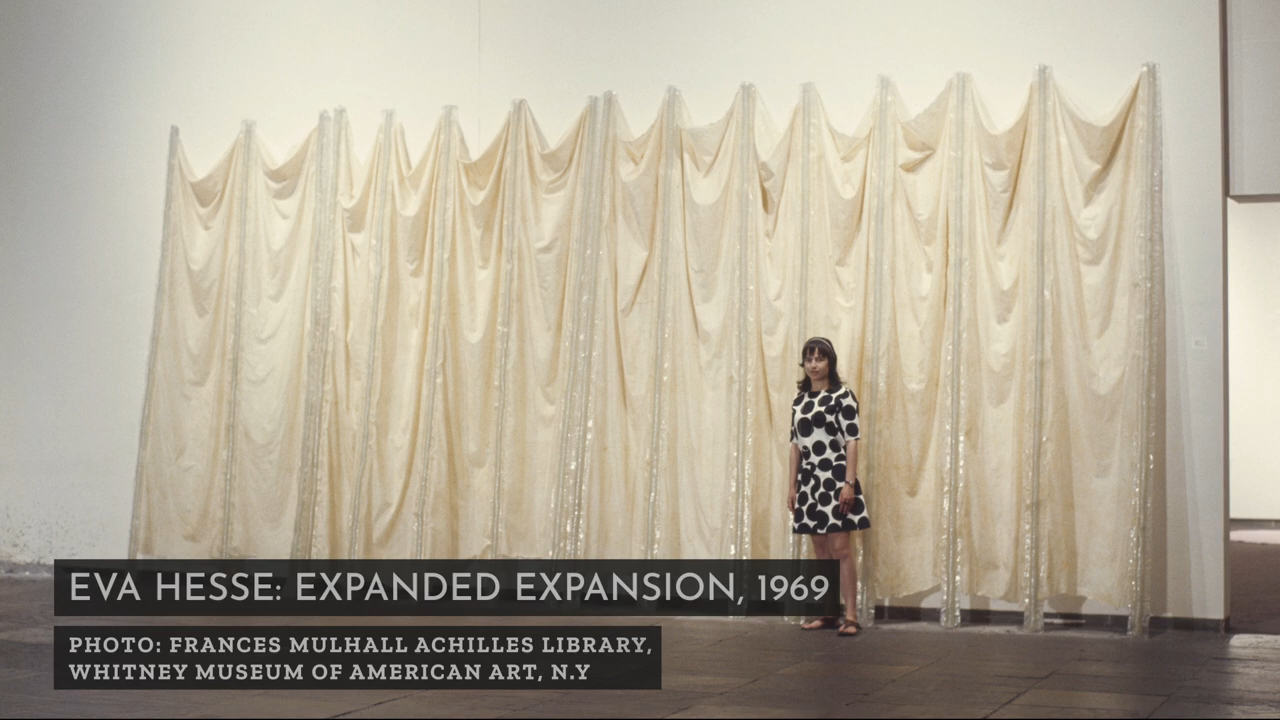 EVA HESSE: EXPANDED EXPANSION, 1969
PHOTO: FRANCES MULHALL ACHILLES LIBRARY,
WHITNEY MUSEUM OF AMERICAN ART, N.Y